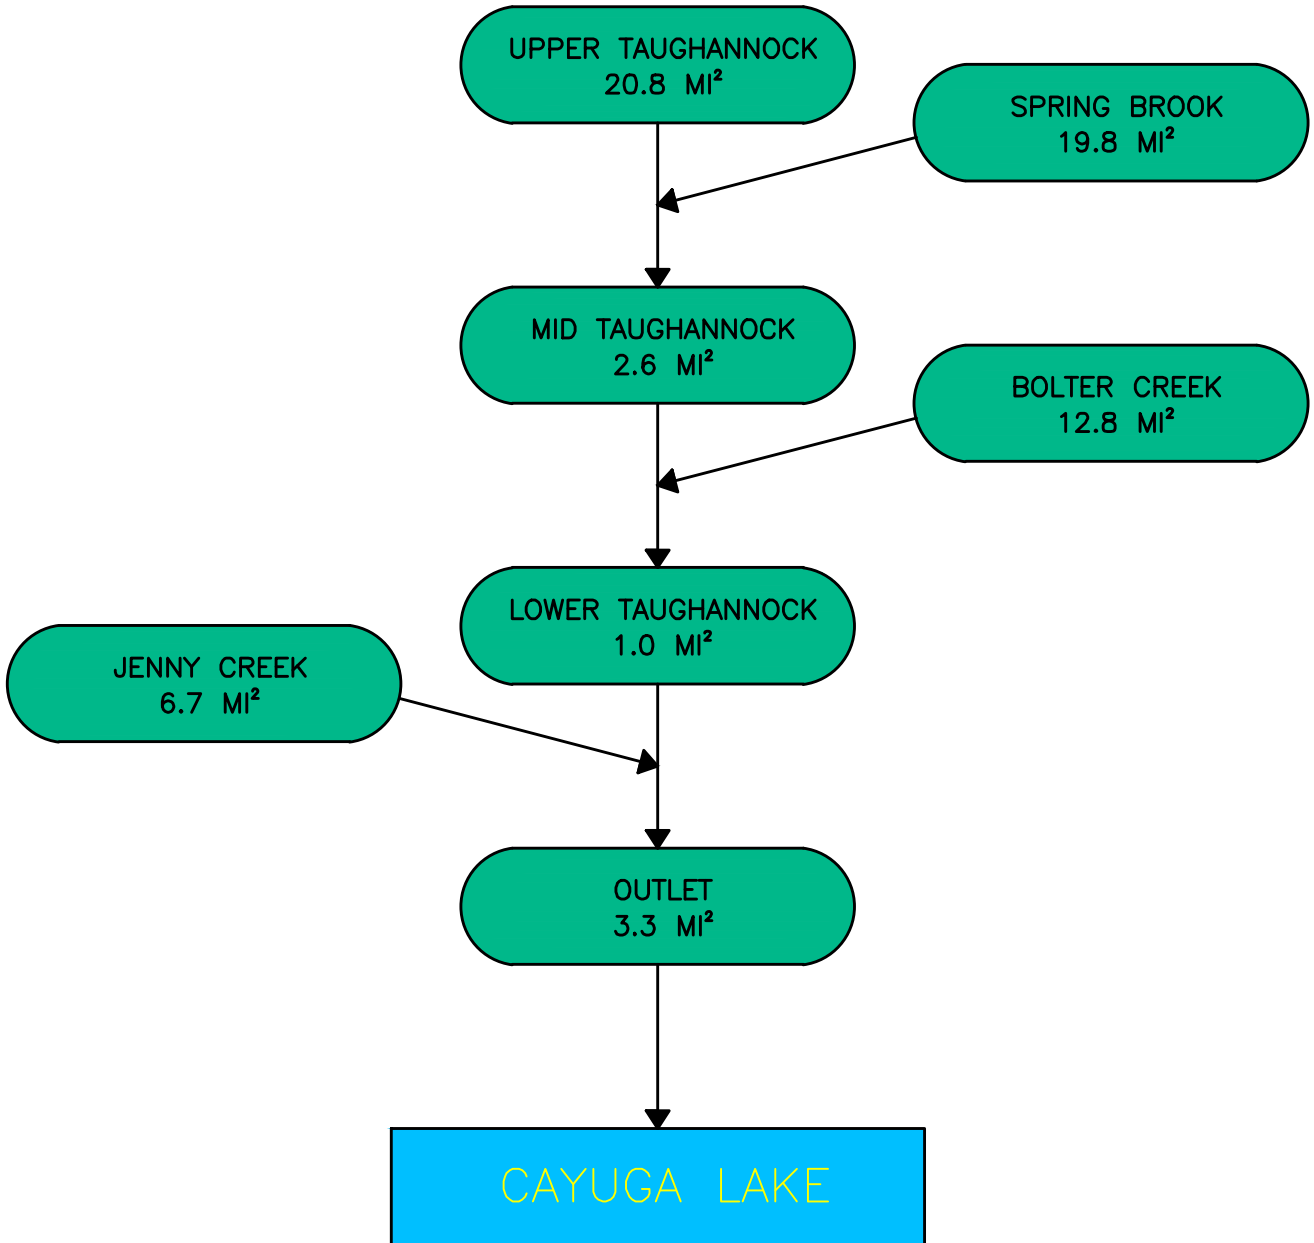 UPPER TAUGHANNOCK
20.8 MI²
SPRING BROOK
19.8 MI²
MID TAUGHANNOCK
2.6 MI²
BOLTER CREEK
12.8 MI²
LOWER TAUGHANNOCK
1.0 MI²
JENNY CREEK
6.7 MI²
OUTLET
3.3 MI²
CAYUGA LAKE